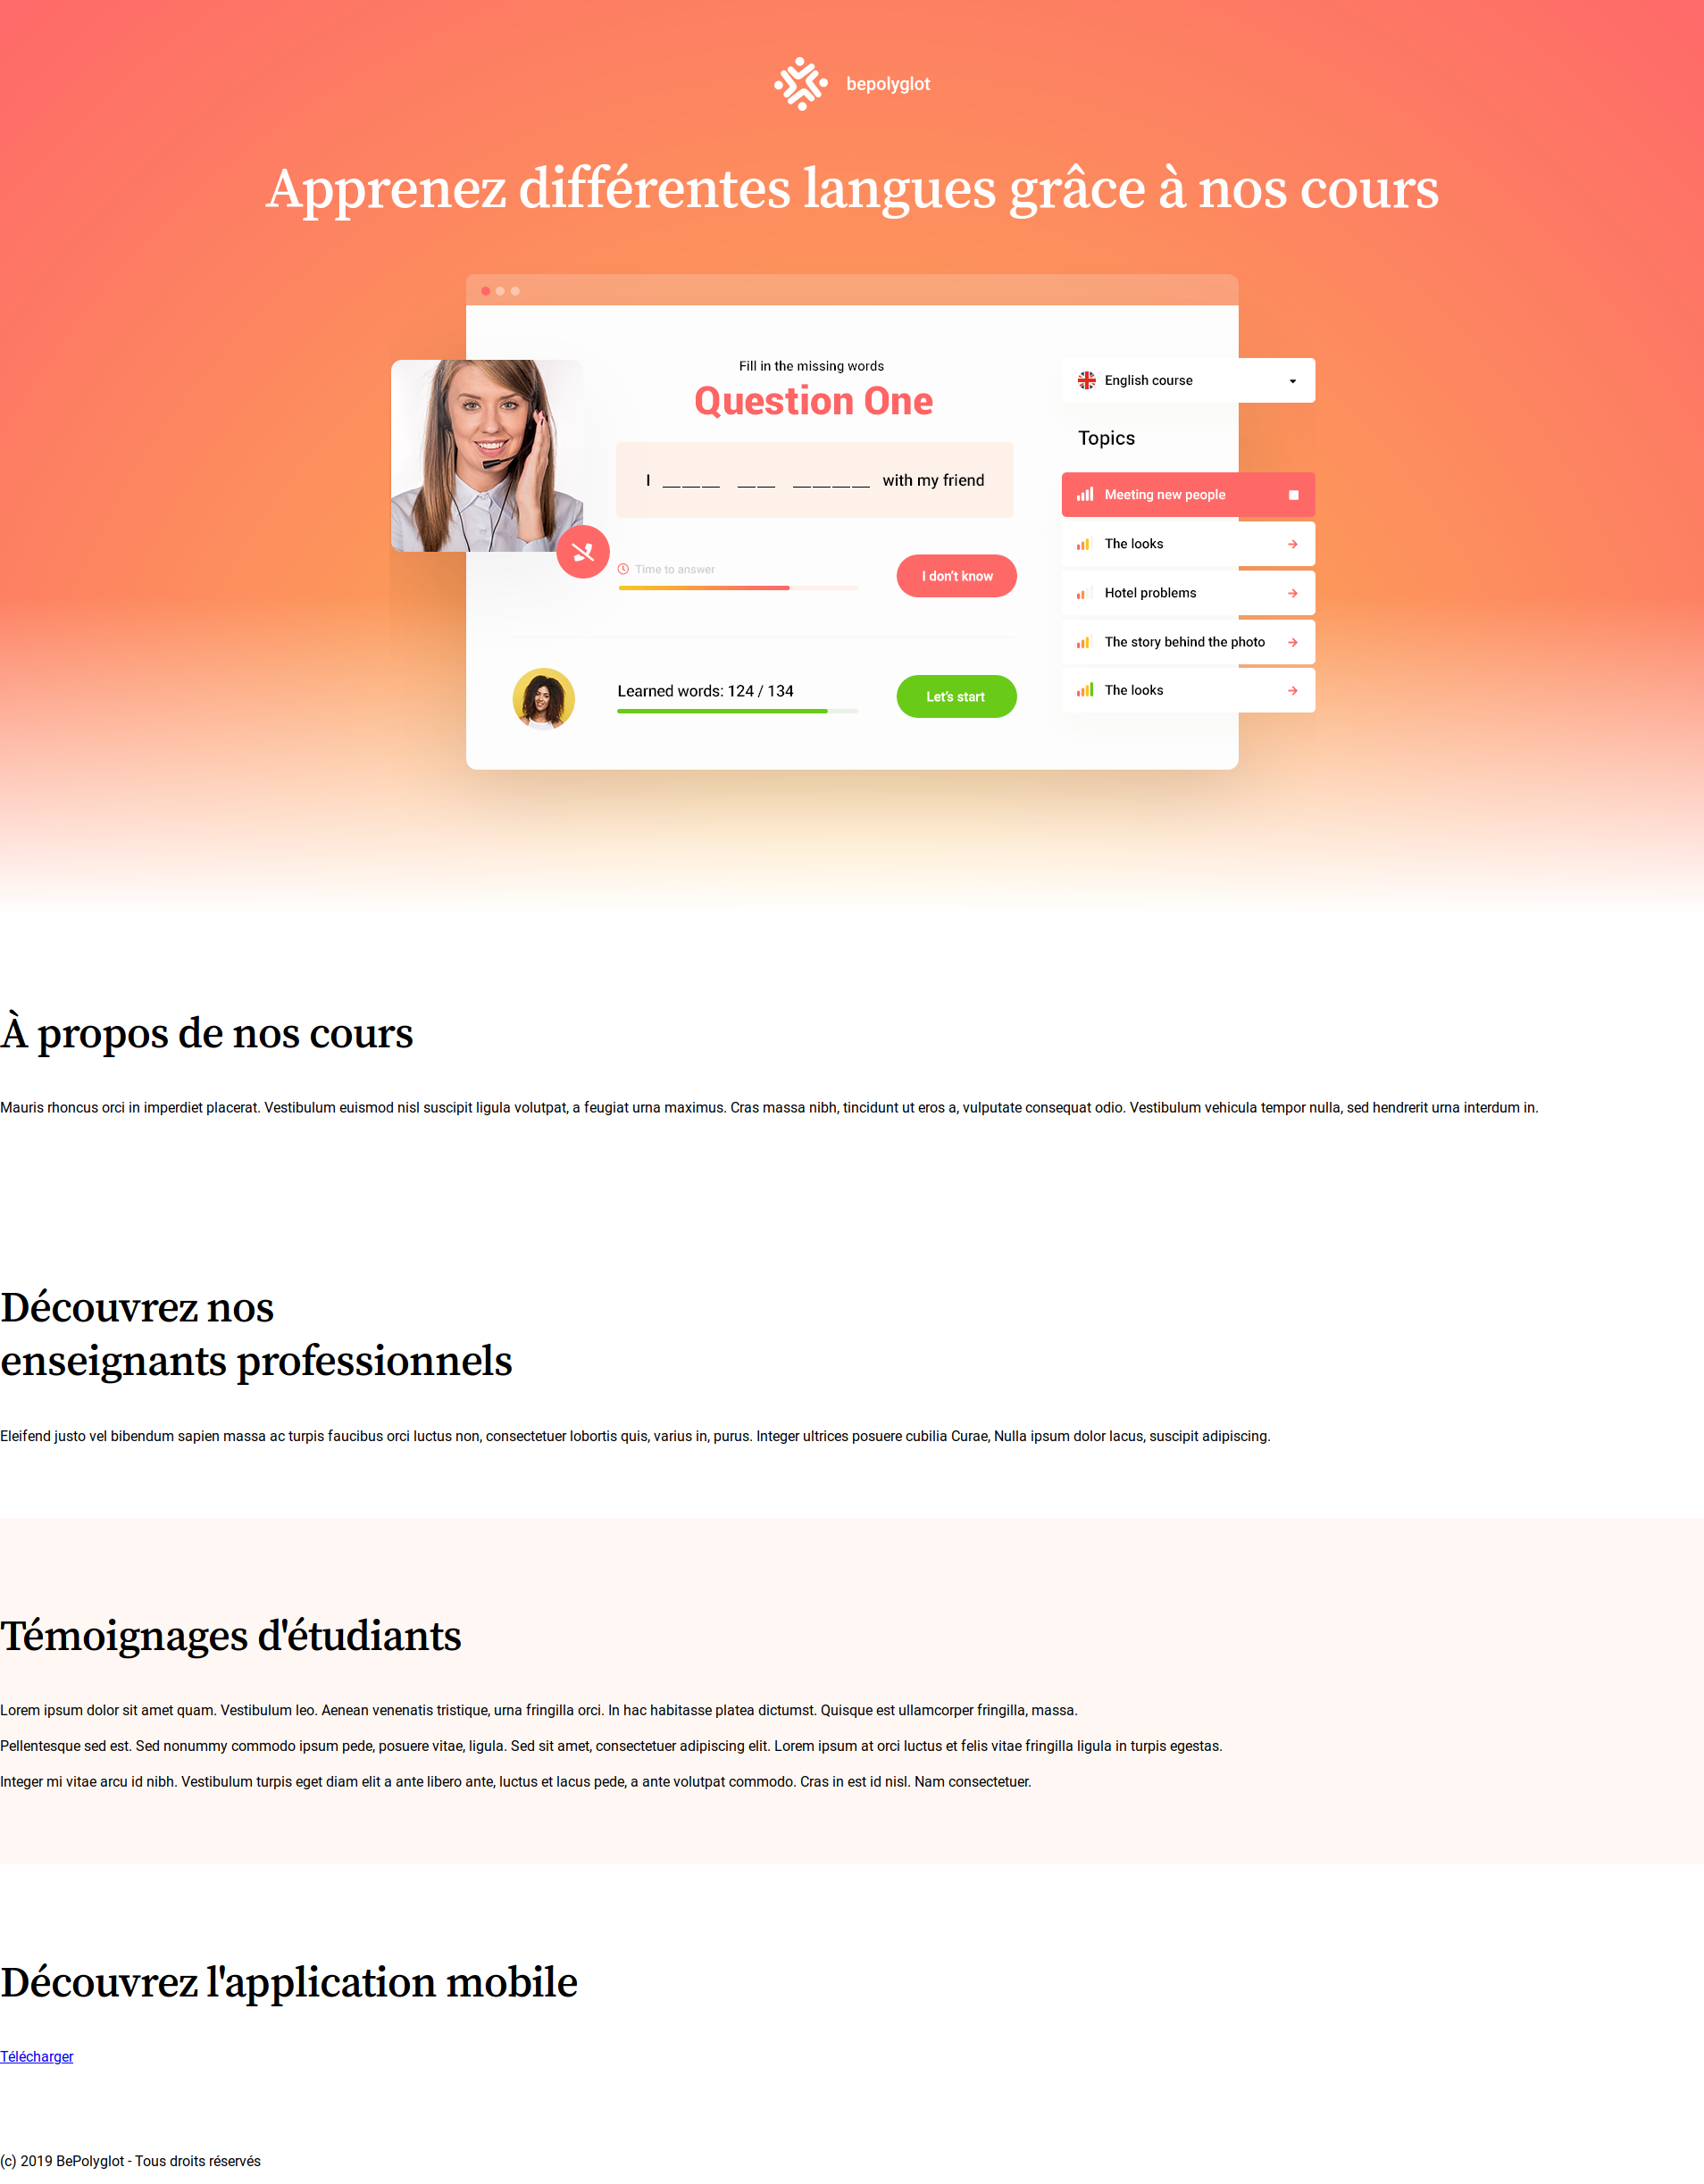 bepolyglot
Apprenez différentes langues grâce à nos cours
Fill in the missing words
Question One
I ___ __ ____ with my friend
Time to answer
I don't know
Learned words: 124 / 134
Let's start
English course
Topics
Meeting new people
The looks
Hotel problems
The story behind the photo
The looks
À propos de nos cours
Mauris rhoncus orci in imperdiet placerat. Vestibulum euismod nisl suscipit ligula volutpat, a feugiat urna maximus. Cras massa nibh, tincidunt ut eros a, vulputate consequat odio. Vestibulum vehicula tempor nulla, sed hendrerit urna interdum in.
Découvrez nos
enseignants professionnels
Eleifend justo vel bibendum sapien massa ac turpis faucibus orci luctus non, consectetuer lobortis quis, varius in, purus. Integer ultrices posuere cubilia Curae, Nulla ipsum dolor lacus, suscipit adipiscing.
Témoignages d'étudiants
Lorem ipsum dolor sit amet quam. Vestibulum leo. Aenean venenatis tristique, urna fringilla orci. In hac habitasse platea dictumst. Quisque est ullamcorper fringilla, massa.
Pellentesque sed est. Sed nonummy commodo ipsum pede, posuere vitae, ligula. Sed sit amet, consectetuer adipiscing elit. Lorem ipsum at orci luctus et felis vitae fringilla ligula in turpis egestas.
Integer mi vitae arcu id nibh. Vestibulum turpis eget diam elit a ante libero ante, luctus et lacus pede, a ante volutpat commodo. Cras in est id nisl. Nam consectetuer.
Découvrez l'application mobile
Télécharger
(c) 2019 BePolyglot - Tous droits réservés